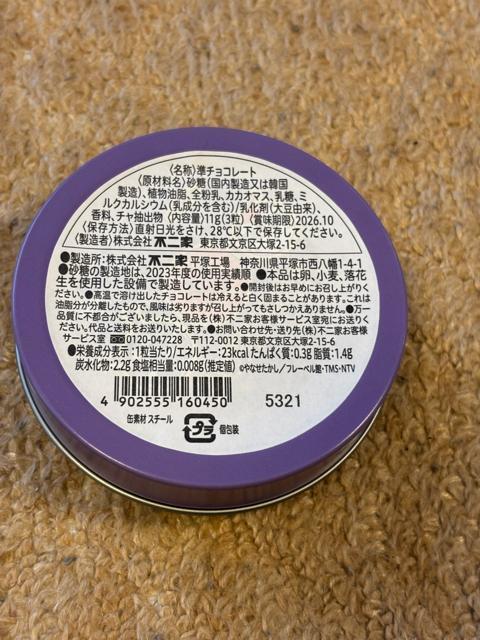 〈名称〉準チョコレート
〈原材料名〉砂糖(国内製造又は韓国
製造)、植物油脂、全粉乳、カカオマス、乳糖、ミ
ルクカルシウム(乳成分を含む)/乳化剤(大豆由来)、
香料、チャ抽出物 〈内容量〉11g(3粒) 〈賞味期限〉2026.10
〈保存方法〉直射日光をさけ、28℃以下で保存してください。
〈製造者〉株式会社 不二家 東京都文京区大塚2-15-6
●製造所:株式会社 不二家 平塚工場 神奈川県平塚市西八幡1-4-1
●砂糖の製造地は、2023年度の使用実績順 ●本品は卵、小麦、落花
生を使用した設備で製造しています。●開封後はお早めにお召し上がりく
ださい。●高温で溶け出したチョコレートは冷えると白く固まることがあります。これは
油脂分が分離したもので、風味は劣りますが召し上がってもさしつかえありません。●万一
品質に不都合がございましたら、現品を(株)不二家お客様サービス室宛にお送り
ください。代品と送料をお送りいたします。●お問い合わせ先・送り先(株)不二家お客様
サービス室 0120-047228 〒112-0012 東京都文京区大塚2-15-6
●栄養成分表示:1粒当たり/エネルギー:23kcal たんぱく質:0.3g 脂質:1.4g
炭水化物:2.2g 食塩相当量:0.008g(推定値) ©やなせたかし/フレーベル館・TMS・NTV
4 902555 160450
5321
缶素材 スチール
プラ 個包装